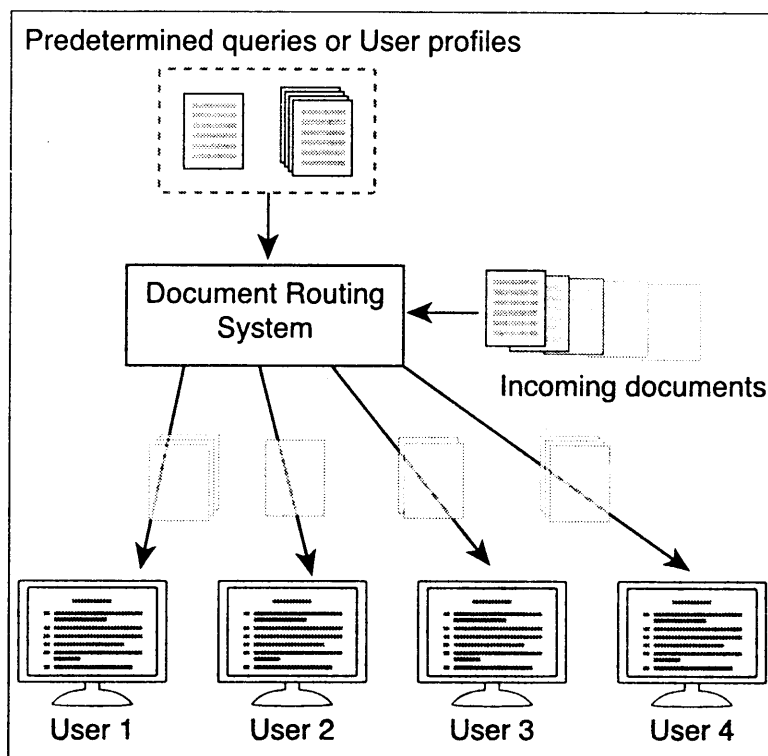 Predetermined queries or User profiles
Document Routing
System
Incoming documents
User 1
User 2
User 3
User 4